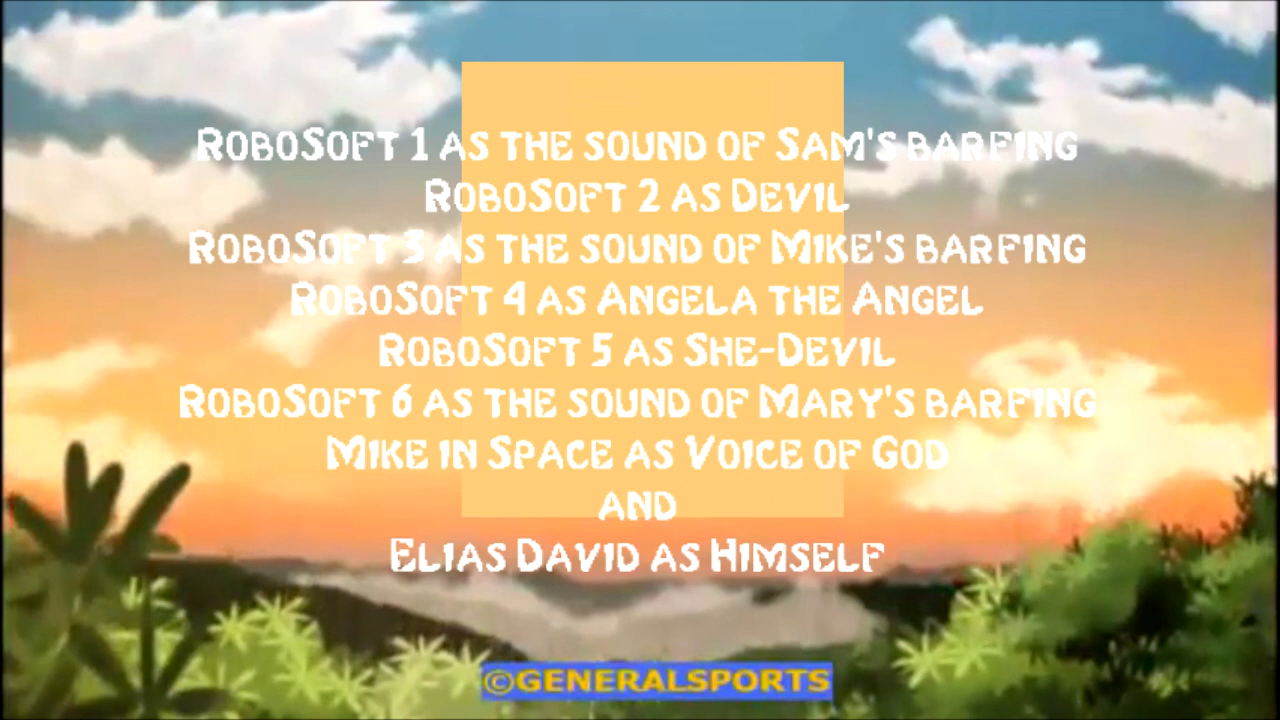 RoboSoft 1 as the sound of Sam's barfing
RoboSoft 2 as Devil
RoboSoft 3 as the sound of Mike's barfing
RoboSoft 4 as Angela the Angel
RoboSoft 5 as She-Devil
RoboSoft 6 as the sound of Mary's barfing
Mike in Space as Voice of God
and
Elias David as Himself
©GENERALSPORTS